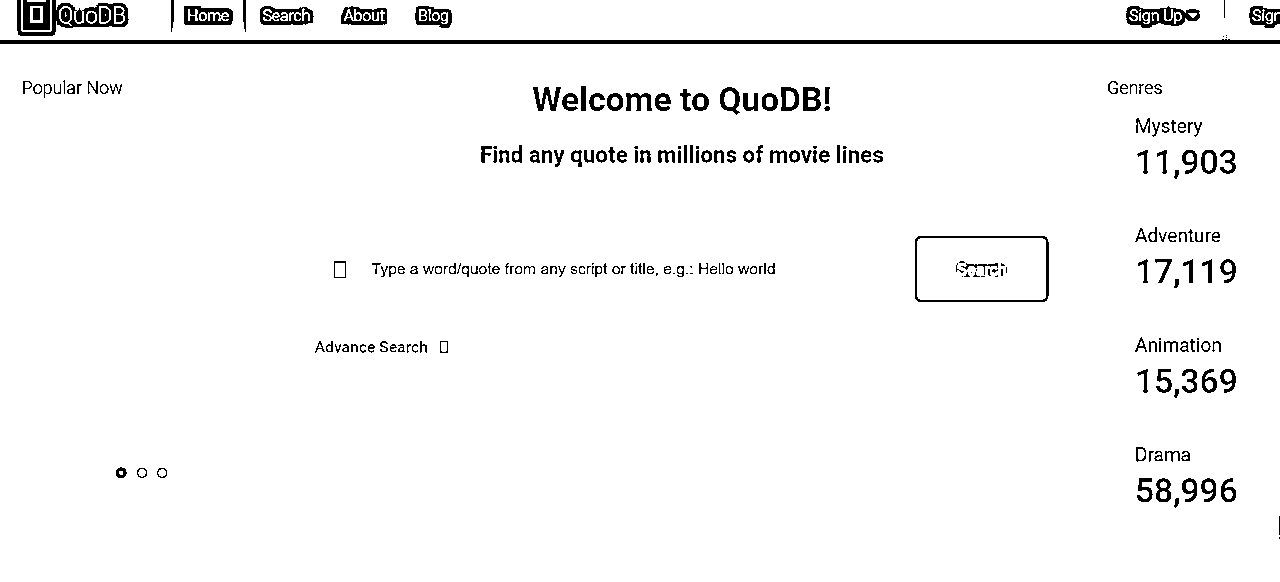 QuoDB Home Search About Blog Sign Up
Popular Now
Welcome to QuoDB!
Find any quote in millions of movie lines
Type a word/quote from any script or title, e.g.: Hello world
Search
Advance Search
Genres
Mystery
11,903
Adventure
17,119
Animation
15,369
Drama
58,996